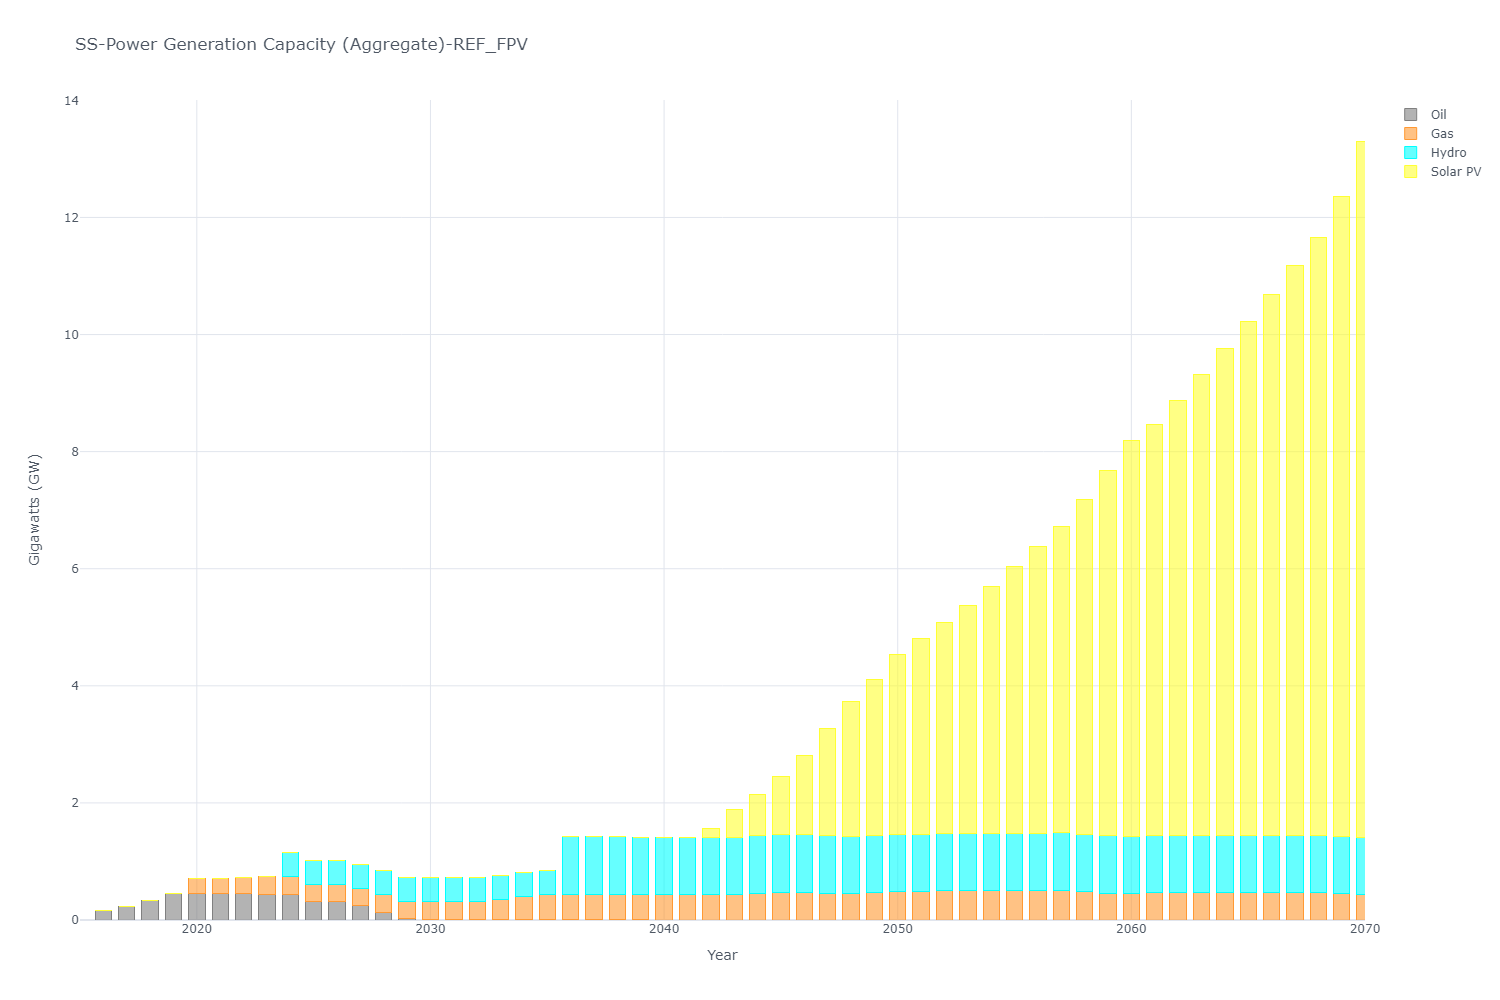 SS-Power Generation Capacity (Aggregate)-REF_FPV
14
12
10
8
6
4
2
0
Gigawatts (GW)
2020
2030
2040
2050
2060
2070
Year
Oil
Gas
Hydro
Solar PV